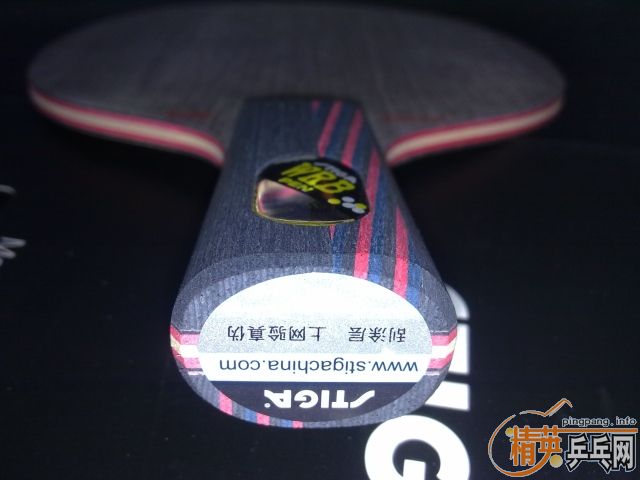 WRB
刮涂层 上网验真伪
www.stigachina.com
STIGA
pingpang.info
精英乒乓网